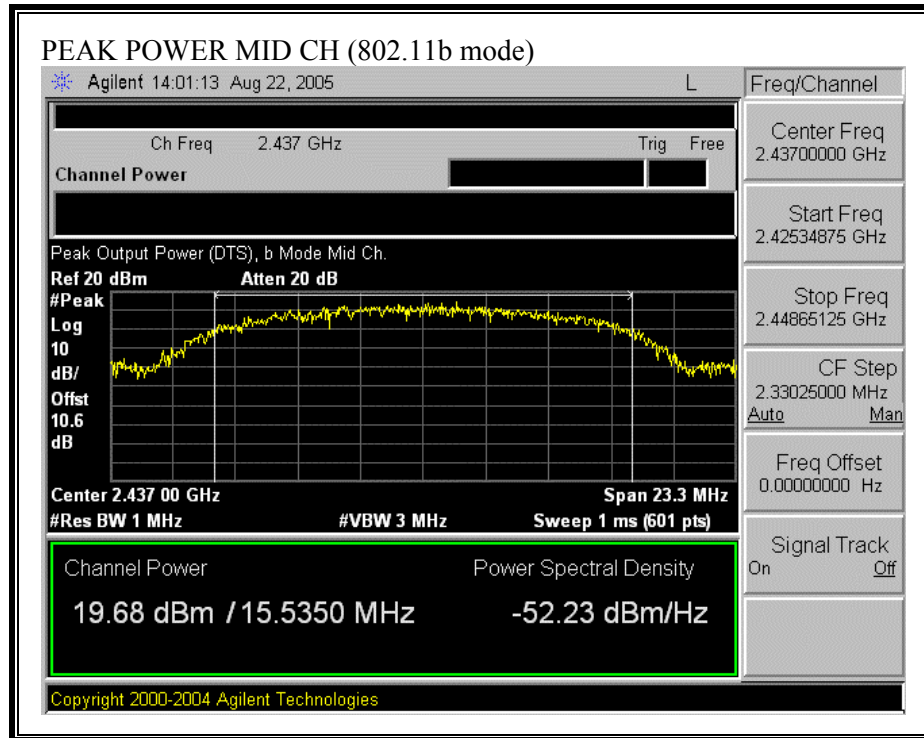 PEAK POWER MID CH (802.11b mode)
Agilent 14:01:13 Aug 22, 2005 L
Freq/Channel
Ch Freq 2.437 GHz Trig Free
Channel Power
Peak Output Power (DTS), b Mode Mid Ch.
Ref 20 dBm Atten 20 dB
#Peak
Log
10
dB/
Offst
10.6
dB
Center 2.437 00 GHz Span 23.3 MHz
#Res BW 1 MHz #VBW 3 MHz Sweep 1 ms (601 pts)
Channel Power Power Spectral Density
19.68 dBm / 15.5350 MHz -52.23 dBm/Hz
Center Freq
2.43700000 GHz
Start Freq
2.42534875 GHz
Stop Freq
2.44865125 GHz
CF Step
2.33025000 MHz
Auto Man
Freq Offset
0.00000000 Hz
Signal Track
On Off
Copyright 2000-2004 Agilent Technologies